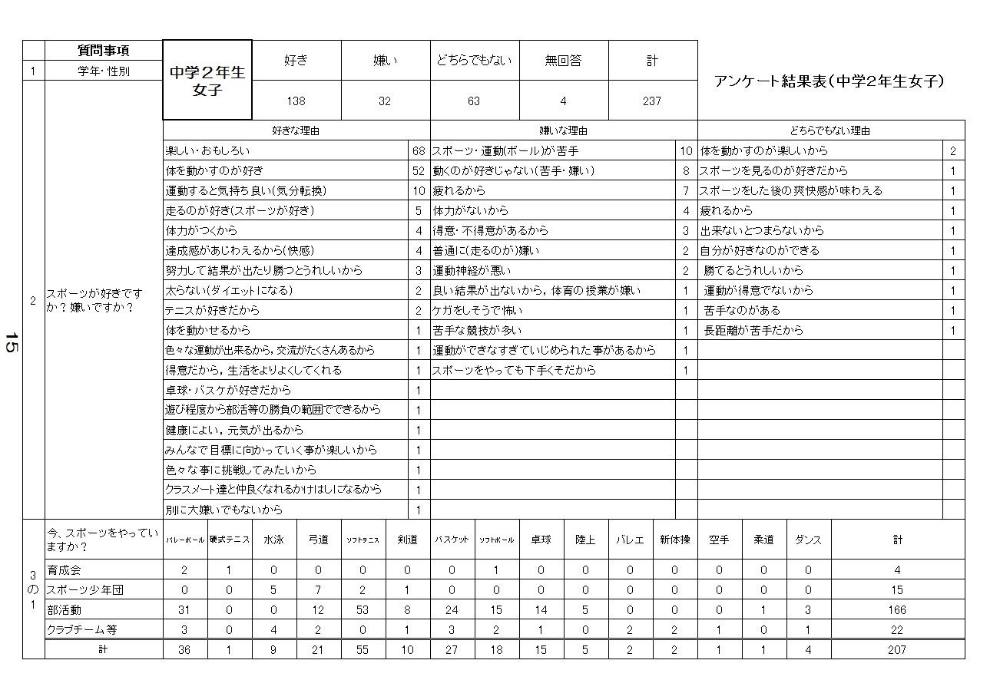 質問事項
好き 嫌い どちらでもない 無回答 計
1 学年・性別 中学2年生
女子
アンケート結果表(中学2年生女子)
138 32 63 4 237
好きな理由 嫌いな理由 どちらでもない理由
楽しい・おもしろい 68 スポーツ・運動(ボール)が苦手 10 体を動かすのが楽しいから 2
体を動かすのが好き 52 動くのが好きじゃない(苦手・嫌い) 8 スポーツを見るのが好きだから 1
運動すると気持ち良い(気分転換) 10 疲れるから 7 スポーツをした後の爽快感が味わえる 1
走るのが好き(スポーツが好き) 5 体力がないから 4 疲れるから 1
体力がつくから 4 得意・不得意があるから 3 出来ないとつまらないから 1
達成感があじわえるから(快感) 4 普通に(走るのが)嫌い 2 自分が好きなのができる 1
努力して結果が出たり勝つとうれしいから 3 運動神経が悪い 2 勝てるとうれしいから 1
2 スポーツが好きです
か?嫌いですか?
太らない(ダイエットになる) 2 良い結果が出ないから,体育の授業が嫌い 1 運動が得意でないから 1
テニスが好きだから 2 ケガをしそうで怖い 1 苦手なのがある 1
体を動かせるから 1 苦手な競技が多い 1 長距離が苦手だから 1
15
色々な運動が出来るから,交流がたくさんあるから 1 運動ができなすぎていじめられた事があるから 1
得意だから,生活をよりよくしてくれる 1 スポーツをやっても下手くそだから 1
卓球・バスケが好きだから 1
遊び程度から部活等の勝負の範囲でできるから 1
健康によい,元気が出るから 1
みんなで目標に向かっていく事が楽しいから 1
色々な事に挑戦してみたいから 1
クラスメート達と仲良くなれるかけはしになるから 1
別に大嫌いでもないから 1
3の1
今、スポーツをやってい
ますか?
バレーボール 硬式テニス 水泳 弓道 ソフトテニス 剣道 バスケット ソフトボール 卓球 陸上 バレエ 新体操 空手 柔道 ダンス 計
育成会 2 1 0 0 0 0 0 1 0 0 0 0 0 0 0 4
スポーツ少年団 0 0 5 7 2 1 0 0 0 0 0 0 0 0 0 15
部活動 31 0 0 12 53 8 24 15 14 5 0 0 0 1 3 166
クラブチーム等 3 0 4 2 0 1 3 2 1 0 2 2 1 0 1 22
計 36 1 9 21 55 10 27 18 15 5 2 2 1 1 4 207